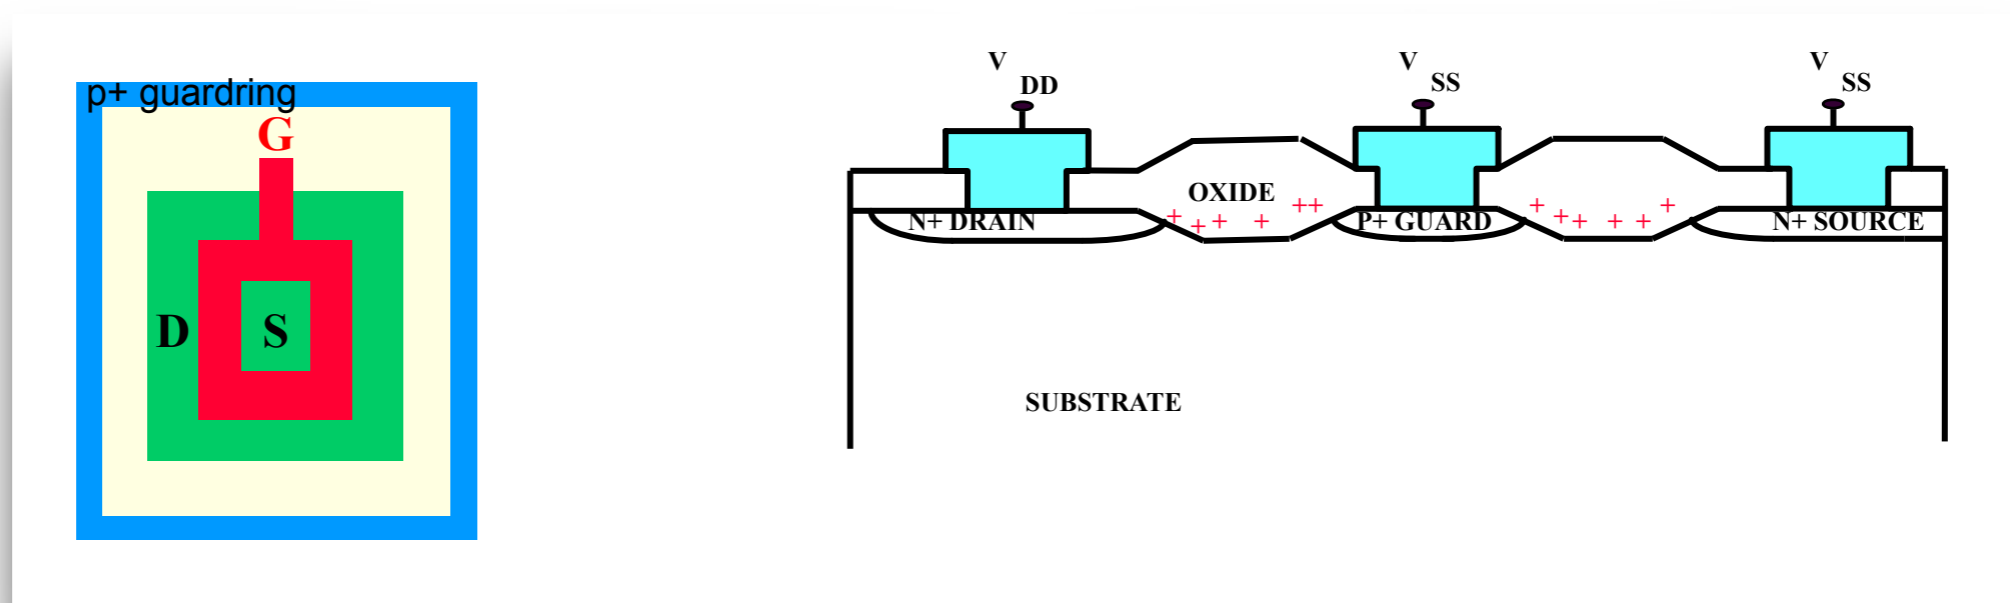 p+ guardring
G
D
S
V
DD
V
SS
V
SS
OXIDE
++
+
+
+
+
+
+
+
+
+
+
N+ DRAIN
P+ GUARD
N+ SOURCE
SUBSTRATE